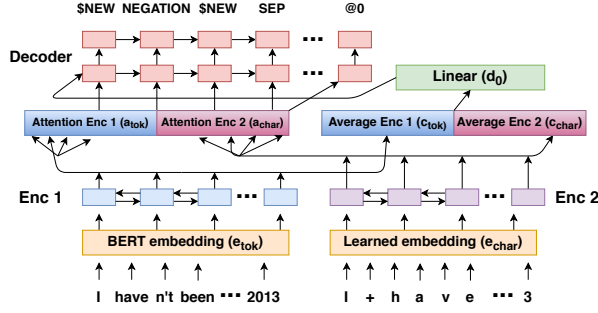 $NEW NEGATION $NEW SEP ••• @0
Decoder
•••
•••
Linear (d0)
Attention Enc 1 (atok) Attention Enc 2 (achar) Average Enc 1 (ctok) Average Enc 2 (cchar)
Enc 1 ••• ••• Enc 2
BERT embedding (etok) Learned embedding (echar)
I have n't been ••• 2013 I + h a v e ••• 3